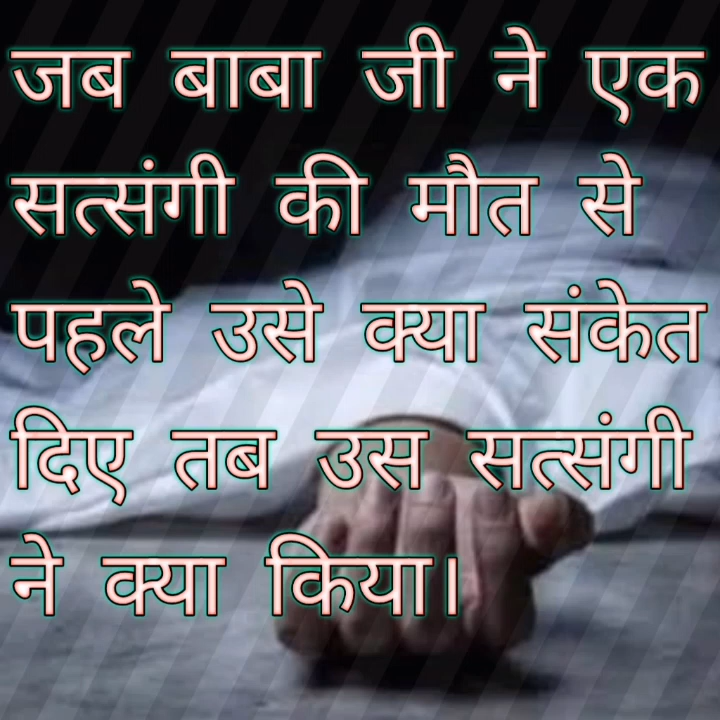 जब बाबा जी ने एक
सत्संगी की मौत से
पहले उसे क्या संकेत
दिए तब उस सत्संगी
ने क्या किया।